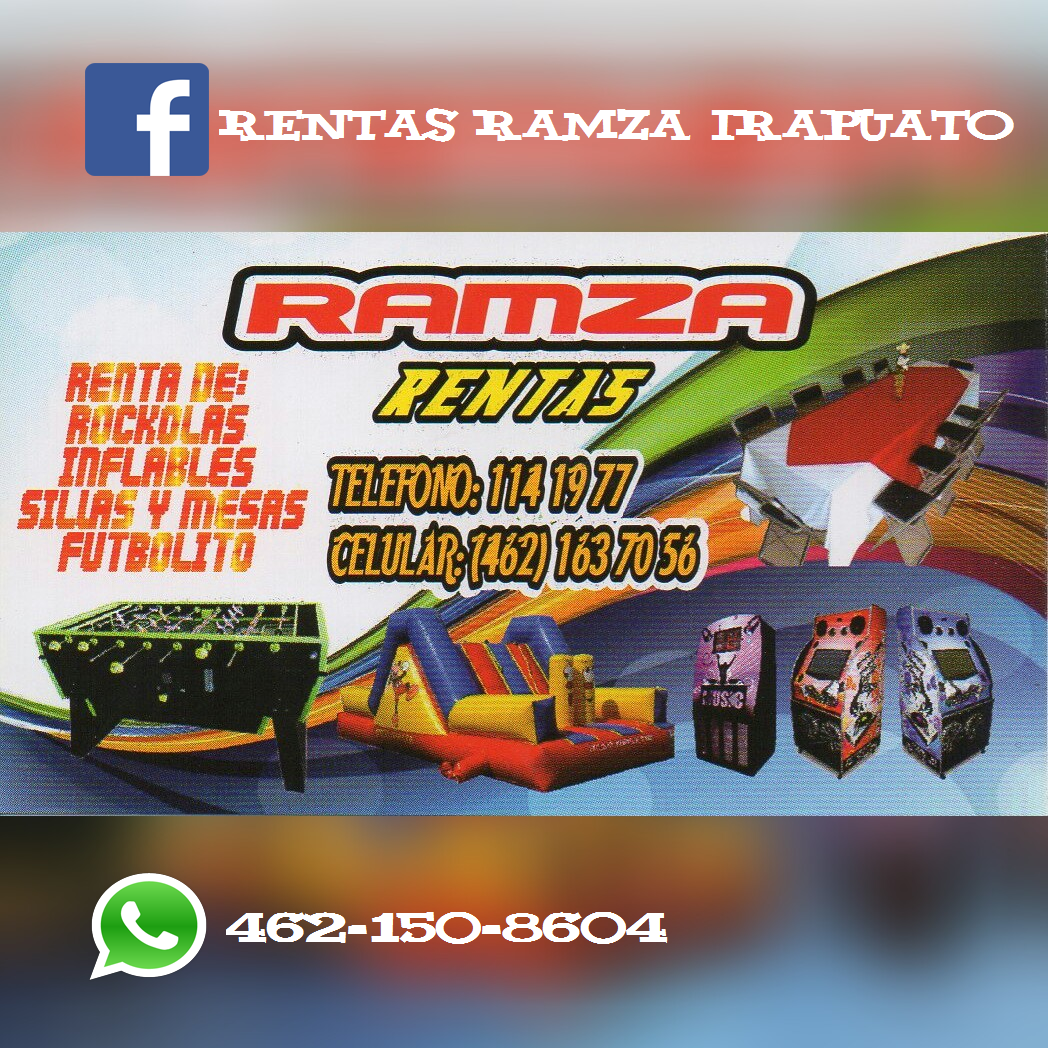 f RENTAS RAMZA IRAPUATO
RAMZA
RENTAS
RENTA DE:
ROCKOLAS
INFLABLES
SILLAS Y MESAS
FUTBOLITO
TELEFONO: 114 19 77
CELULÁR: (462) 163 70 56
MUSIC
462-150-8604